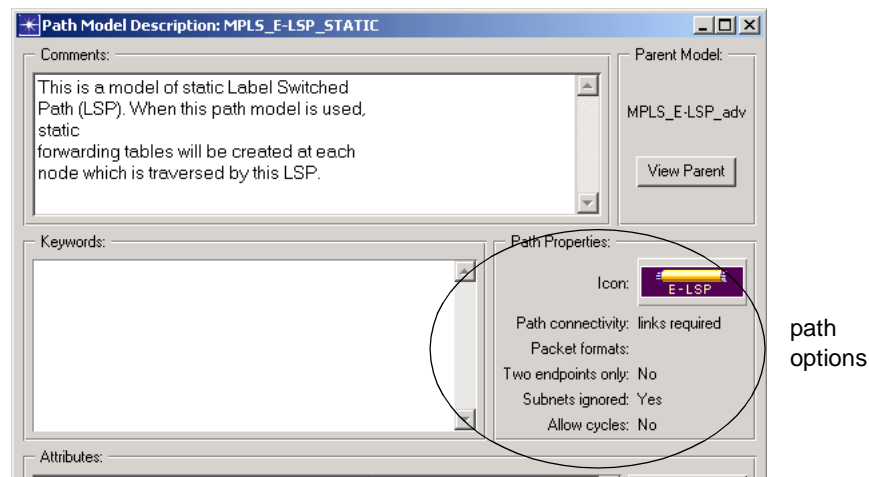 Path Model Description: MPLS_E-LSP_STATIC
Comments:
This is a model of static Label Switched
Path (LSP). When this path model is used,
static
forwarding tables will be created at each
node which is traversed by this LSP.
Parent Model:
MPLS_E-LSP_adv
View Parent
Keywords:
Path Properties:
Icon:
E-LSP
Path connectivity: links required
Packet formats:
Two endpoints only: No
Subnets ignored: Yes
Allow cycles: No
path
options
Attributes: